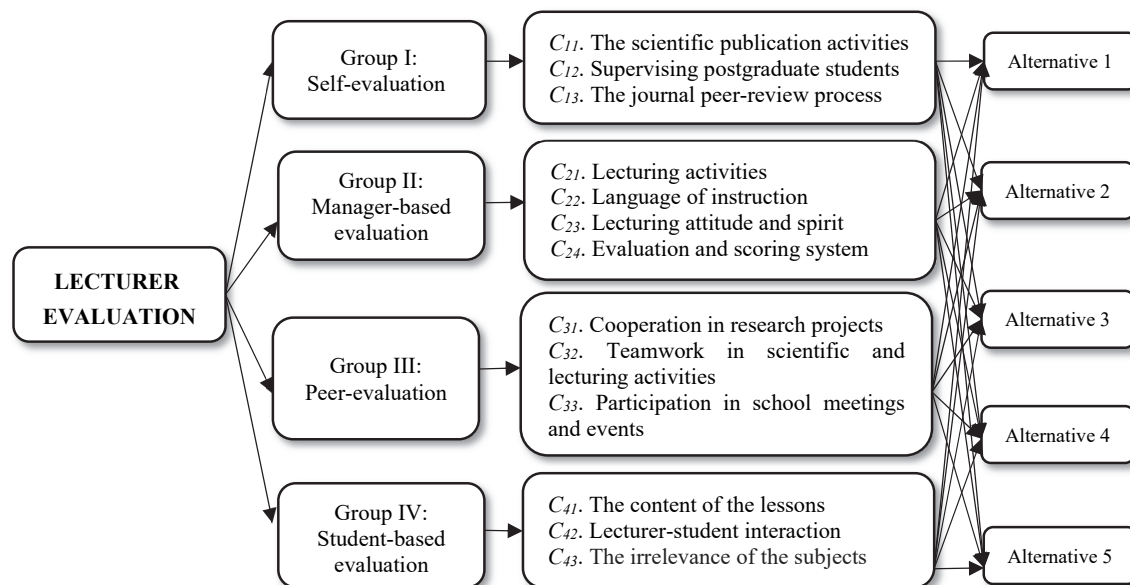 LECTURER
EVALUATION
Group I:
Self-evaluation
C11. The scientific publication activities
C12. Supervising postgraduate students
C13. The journal peer-review process
Group II:
Manager-based
evaluation
C21. Lecturing activities
C22. Language of instruction
C23. Lecturing attitude and spirit
C24. Evaluation and scoring system
Group III:
Peer-evaluation
C31. Cooperation in research projects
C32. Teamwork in scientific and
lecturing activities
C33. Participation in school meetings
and events
Group IV:
Student-based
evaluation
C41. The content of the lessons
C42. Lecturer-student interaction
C43. The irrelevance of the subjects
Alternative 1
Alternative 2
Alternative 3
Alternative 4
Alternative 5